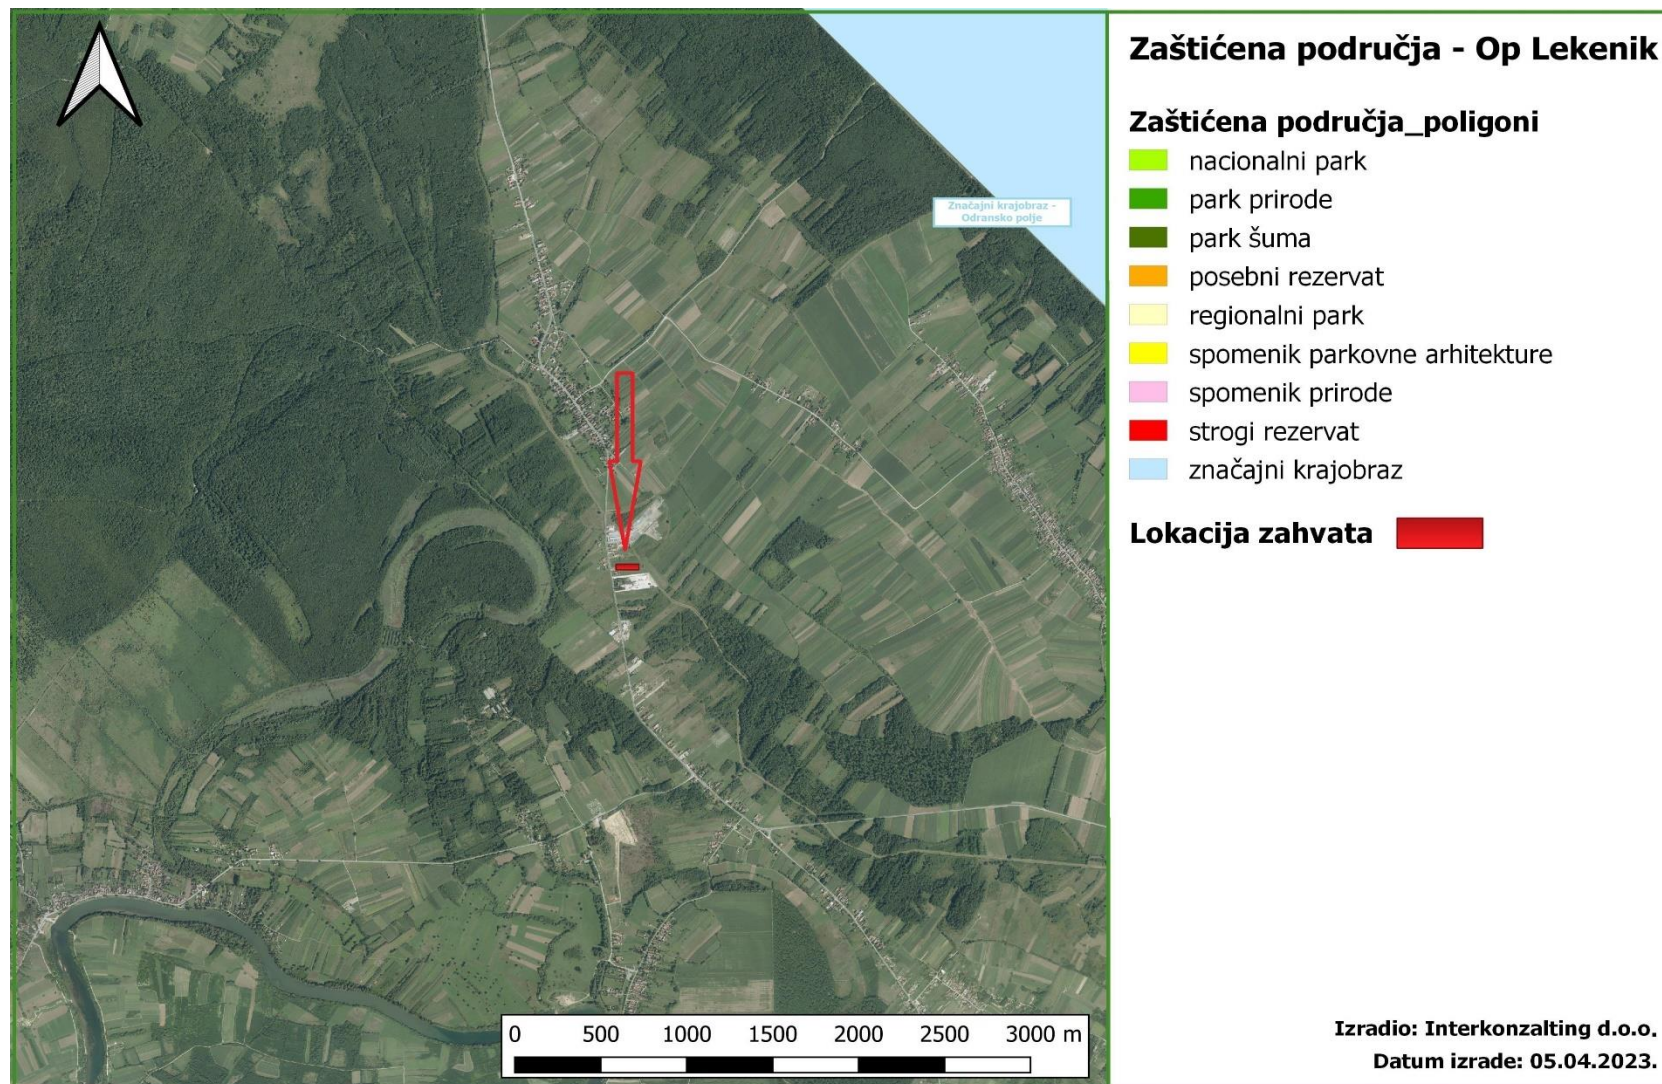 Zaštićena područja - Op Lekenik
Zaštićena područja_poligoni
nacionalni park
park prirode
park šuma
posebni rezervat
regionalni park
spomenik parkovne arhitekture
spomenik prirode
strogi rezervat
značajni krajobraz
Lokacija zahvata
Značajni krajobraz -
Odransko polje
0 500 1000 1500 2000 2500 3000 m
Izradio: Interkonzalting d.o.o.
Datum izrade: 05.04.2023.